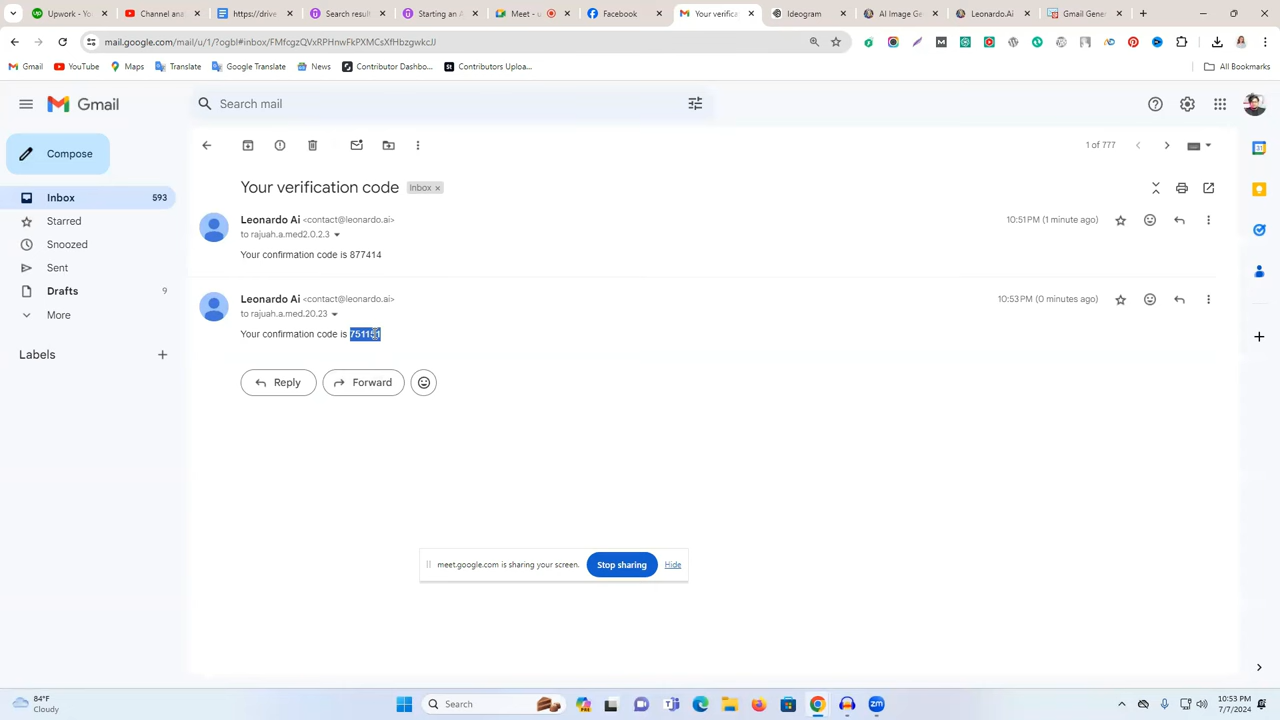 Upwork - V
Channel ana
https://drive
Search result
Starting an A
Meet - u
Facebook
Your verifica
Ideogram
AI Image Ge
Leonardo.Ai
Gmail Gene
mail.google.com/mail/u/1/?ogbl#inbox/FMfcgzQVxRPHnwFkPXMCsXfHbzgwkcJJ
Gmail
YouTube
Maps
Translate
Google Translate
News
Contributor Dashbo...
Contributors Uploa...
All Bookmarks
Gmail
Search mail
Compose
Inbox 593
Starred
Snoozed
Sent
Drafts 9
More
Labels
1 of 777
Your verification code Inbox x
Leonardo Ai <contact@leonardo.ai>
10:51 PM (1 minute ago)
to rajuah.a.med2.0.2.3
Your confirmation code is 877414
Leonardo Ai <contact@leonardo.ai>
10:53 PM (0 minutes ago)
to rajuah.a.med.20.23
Your confirmation code is
Reply
Forward
meet.google.com is sharing your screen.
Stop sharing
Hide
84°F
Cloudy
Search
10:53 PM
7/7/2024